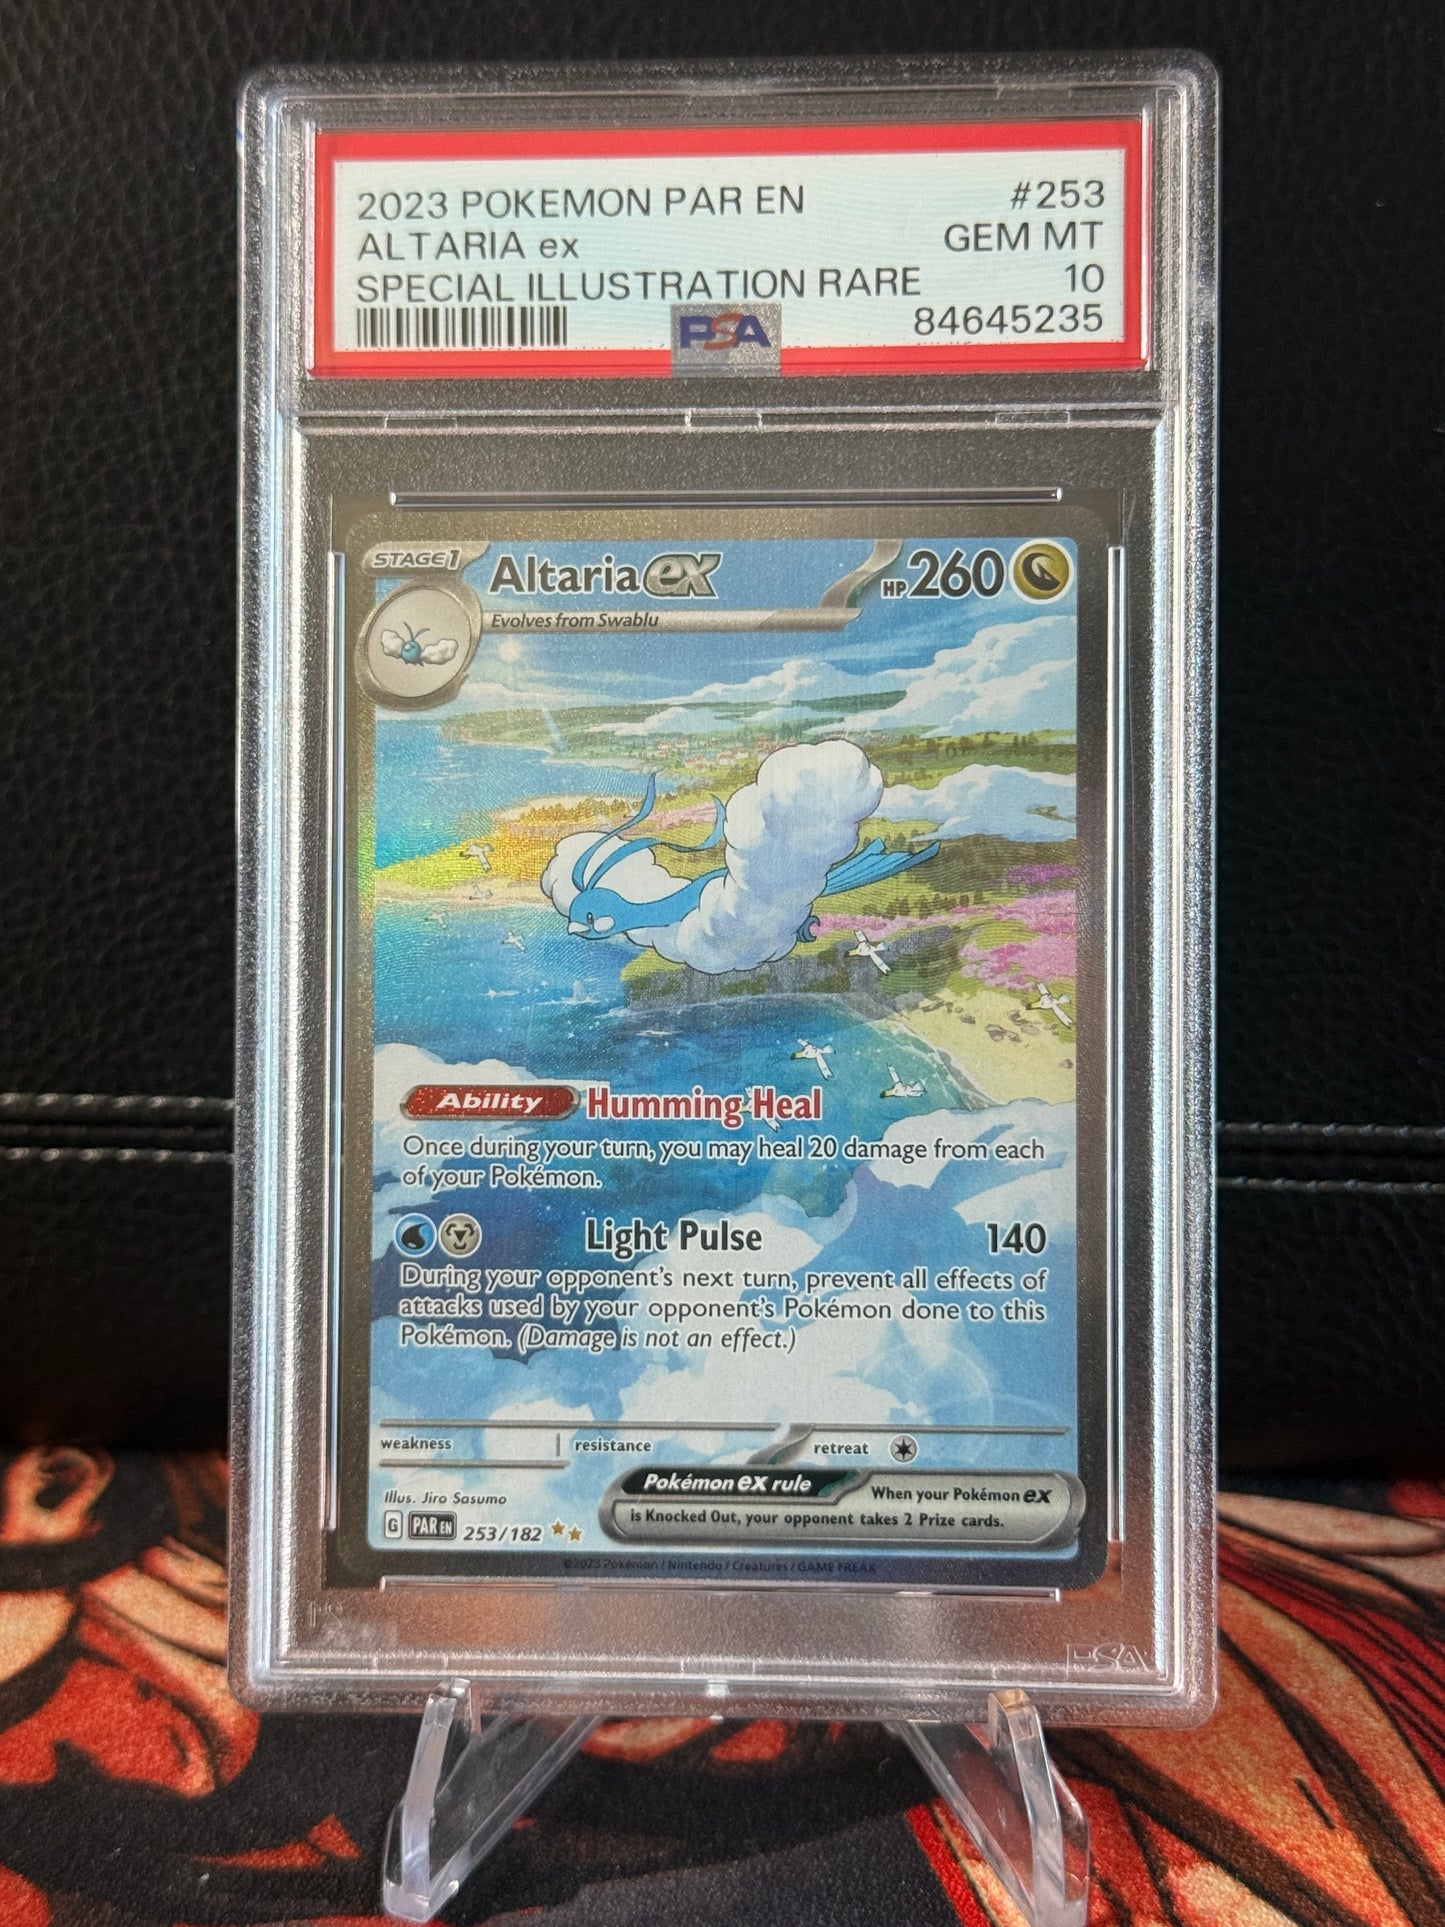 2023 POKEMON PAR EN #253
ALTARIA ex GEM MT
SPECIAL ILLUSTRATION RARE 10
PSA 84645235
STAGE 1 Altaria ex HP 260
Evolves from Swablu
Ability Humming Heal
Once during your turn, you may heal 20 damage from each
of your Pokémon.
Light Pulse 140
During your opponent's next turn, prevent all effects of
attacks used by your opponent's Pokémon done to this
Pokémon. (Damage is not an effect.)
weakness resistance retreat
Pokémon ex rule When your Pokémon ex
is Knocked Out, your opponent takes 2 Prize cards.
Illus. Jiro Sasumo
G PAR EN 253/182
©2023 Pokémon / Nintendo / Creatures / GAME FREAK
PSA